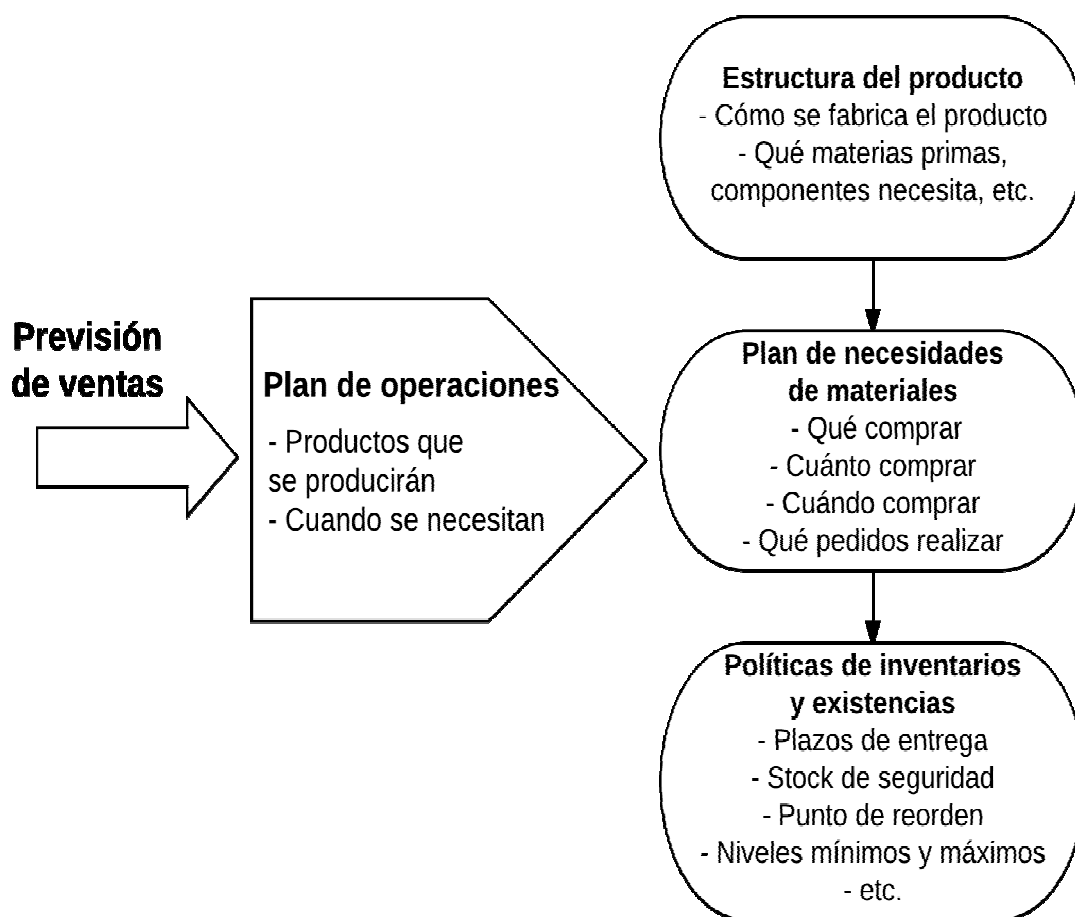 Previsión
de ventas
Plan de operaciones
- Productos que
se producirán
- Cuando se necesitan
Estructura del producto
- Cómo se fabrica el producto
- Qué materias primas,
componentes necesita, etc.
Plan de necesidades
de materiales
- Qué comprar
- Cuánto comprar
- Cuándo comprar
- Qué pedidos realizar
Políticas de inventarios
y existencias
- Plazos de entrega
- Stock de seguridad
- Punto de reorden
- Niveles mínimos y máximos
- etc.